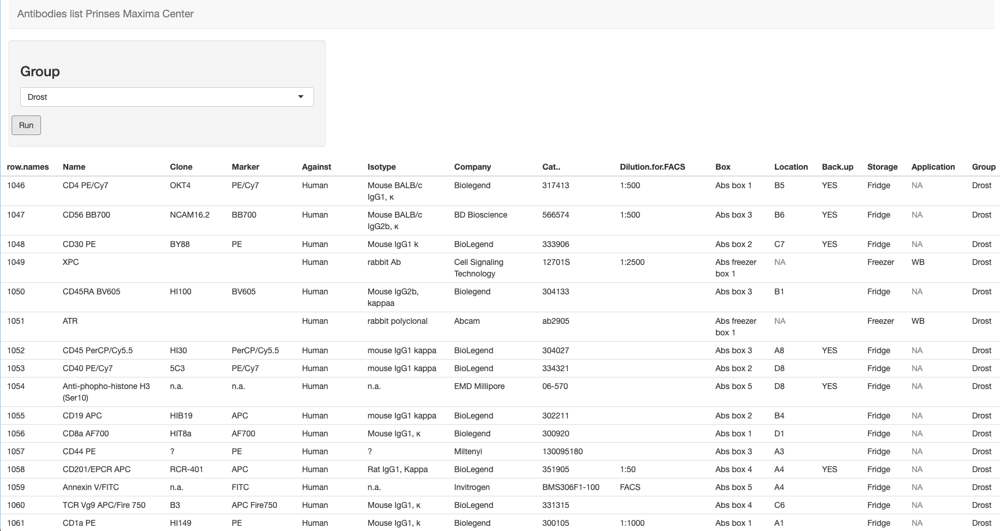 Antibodies list Prinses Maxima Center
Group
Drost
Run
row.names Name Clone Marker Against Isotype Company Cat.. Dilution.for.FACS Box Location Back.up Storage Application Group
1046 CD4 PE/Cy7 OKT4 PE/Cy7 Human Mouse BALB/c Biolegend 317413 1:500 Abs box 1 B5 YES Fridge NA Drost
IgG1, κ
1047 CD56 BB700 NCAM16.2 BB700 Human Mouse BALB/c BD Bioscience 566574 1:500 Abs box 3 B6 YES Fridge NA Drost
IgG2b, κ
1048 CD30 PE BY88 PE Human Mouse IgG1 k BioLegend 333906 Abs box 2 C7 YES Fridge NA Drost
1049 XPC Human rabbit Ab Cell Signaling 12701S 1:2500 Abs freezer NA Freezer WB Drost
Technology box 1
1050 CD45RA BV605 HI100 BV605 Human Mouse IgG2b, Biolegend 304133 Abs box 3 B1 Fridge NA Drost
kappaa
1051 ATR Human rabbit polyclonal Abcam ab2905 Abs freezer NA Freezer WB Drost
box 1
1052 CD45 PerCP/Cy5.5 HI30 PerCP/Cy5.5 Human mouse IgG1 kappa BioLegend 304027 Abs box 3 A8 YES Fridge NA Drost
1053 CD40 PE/Cy7 5C3 PE/Cy7 Human mouse IgG1 kappa BioLegend 334321 Abs box 2 D8 Fridge NA Drost
1054 Anti-phopho-histone H3 n.a. n.a. Human n.a. EMD Millipore 06-570 Abs box 5 D8 YES Fridge NA Drost
(Ser10)
1055 CD19 APC HIB19 APC Human mouse IgG1 kappa BioLegend 302211 Abs box 2 B4 Fridge NA Drost
1056 CD8a AF700 HIT8a AF700 Human Mouse IgG1, κ Biolegend 300920 Abs box 1 D1 Fridge NA Drost
1057 CD44 PE ? PE Human ? Miltenyi 130095180 Abs box 3 A3 Fridge NA Drost
1058 CD201/EPCR APC RCR-401 APC Human Rat IgG1, Kappa BioLegend 351905 1:50 Abs box 4 A4 YES Fridge NA Drost
1059 Annexin V/FITC n.a. FITC Human n.a. Invitrogen BMS306F1-100 FACS Abs box 5 A4 Fridge NA Drost
1060 TCR Vg9 APC/Fire 750 B3 APC Fire750 Human Mouse IgG1, κ BioLegend 331315 Abs box 4 C6 Fridge NA Drost
1061 CD1a PE HI149 PE Human Mouse IgG1, k Biolegend 300105 1:1000 Abs box 1 A1 Fridge NA Drost